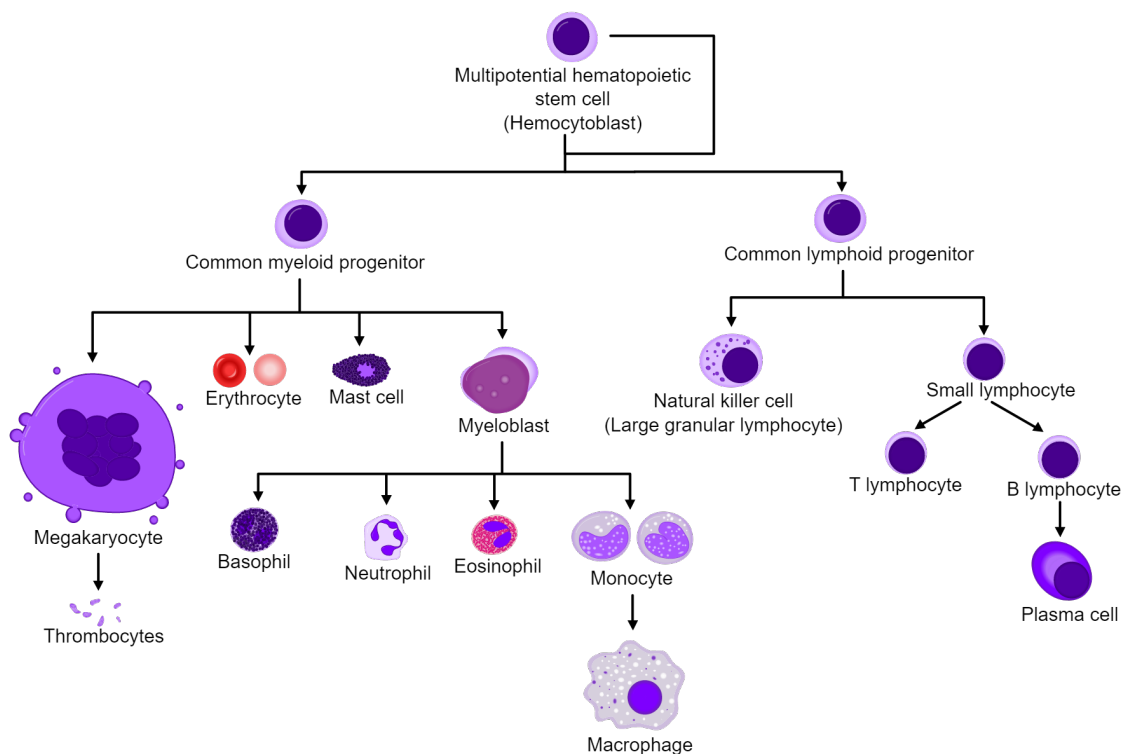 Multipotential hematopoietic
stem cell
(Hemocytoblast)
Common myeloid progenitor
Common lymphoid progenitor
Erythrocyte
Mast cell
Myeloblast
Natural killer cell
(Large granular lymphocyte)
Small lymphocyte
T lymphocyte
B lymphocyte
Megakaryocyte
Basophil
Neutrophil
Eosinophil
Monocyte
Plasma cell
Thrombocytes
Macrophage